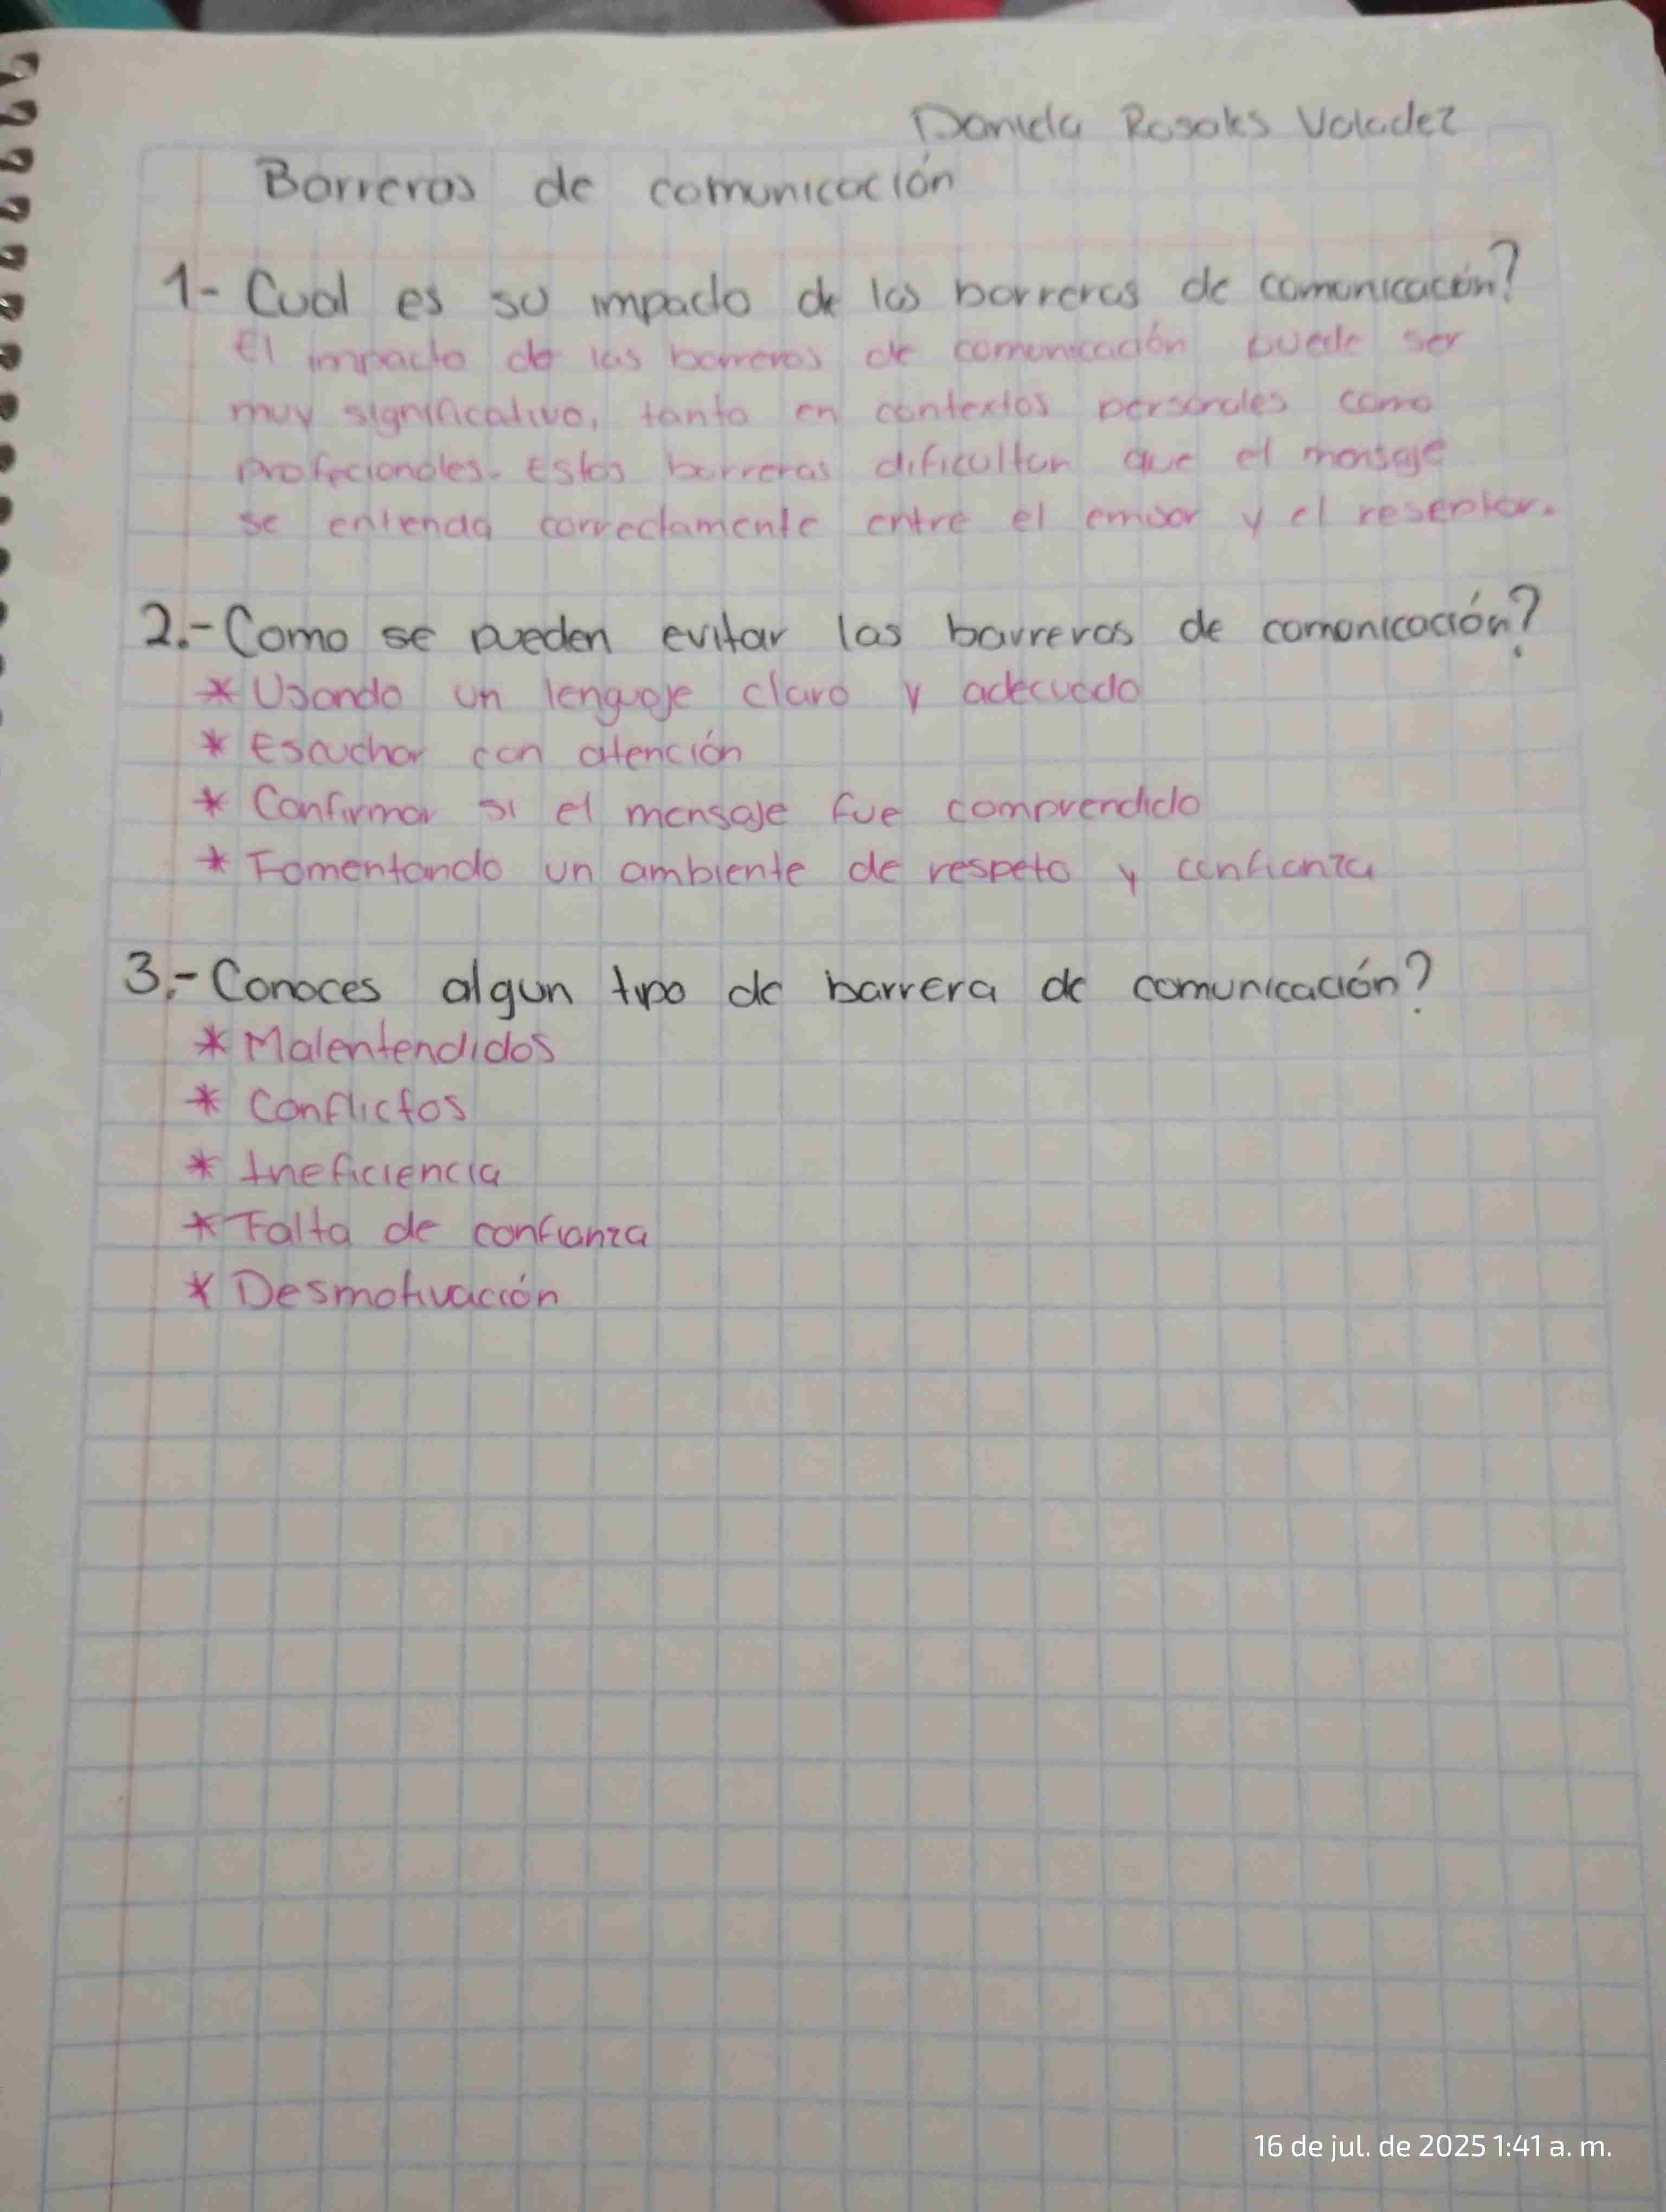 Daniela Rosales Valadez
Barreras de comunicación
1- Cual es su impacto de las barreras de comunicación?
El impacto de las barreras de comunicación puede ser
muy significativo, tanto en contextos personales como
profecionales. Estas barreras dificultan que el mensaje
se entienda correctamente entre el emisor y el reseptor.
2.- Como se pueden evitar las barreras de comunicación?
* Usando un lenguaje claro y adecuado
* Escuchar con atención
* Confirmar si el mensaje fue comprendido
* Fomentando un ambiente de respeto y confianza
3.- Conoces algun tipo de barrera de comunicación?
* Malentendidos
* Conflictos
* Ineficiencia
* Falta de confianza
* Desmotivación
16 de jul. de 2025 1:41 a. m.